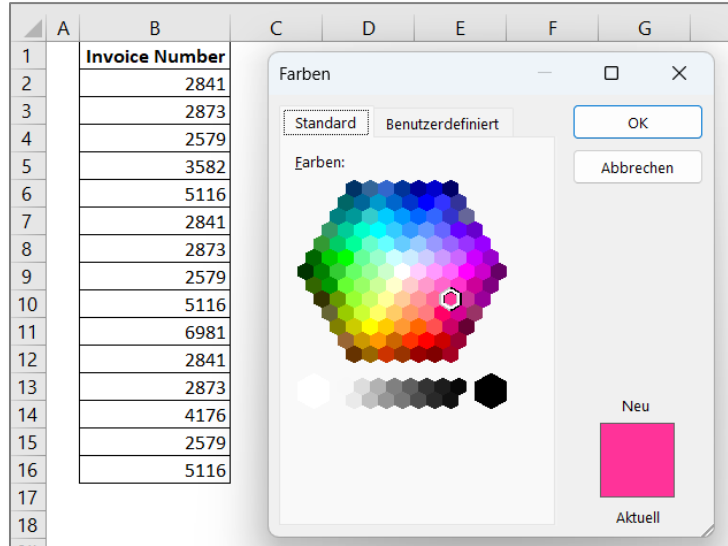 A B C D E F G
1 Invoice Number
2 2841
3 2873
4 2579
5 3582
6 5116
7 2841
8 2873
9 2579
10 5116
11 6981
12 2841
13 2873
14 4176
15 2579
16 5116
17
18
Farben
Standard Benutzerdefiniert
OK
Abbrechen
Farben:
Neu
Aktuell